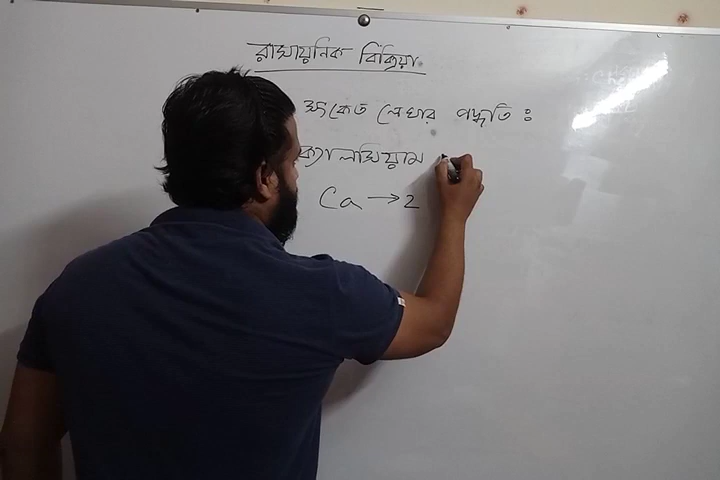 রাসায়নিক বিক্রিয়া
সংকেত লেখার পদ্ধতি :
ক্যালসিয়াম
Ca → 2